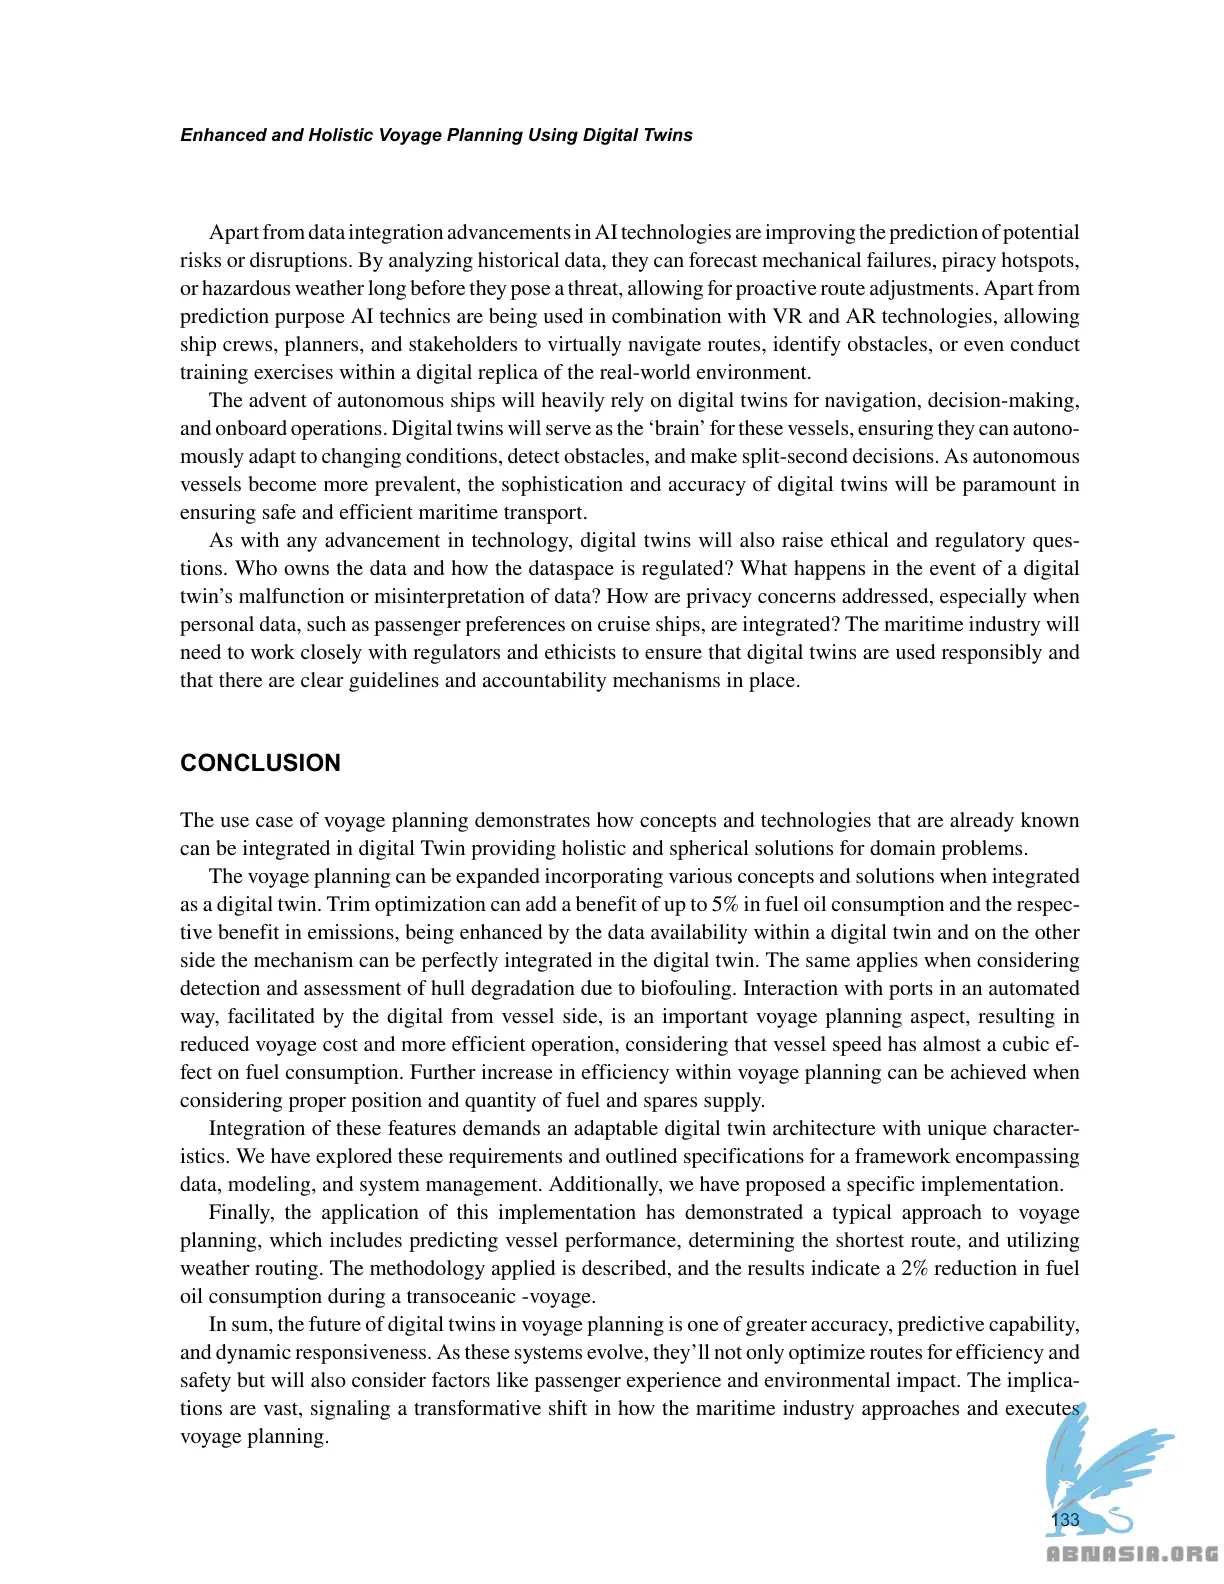 Enhanced and Holistic Voyage Planning Using Digital Twins
Apart from data integration advancements in AI technologies are improving the prediction of potential
risks or disruptions. By analyzing historical data, they can forecast mechanical failures, piracy hotspots,
or hazardous weather long before they pose a threat, allowing for proactive route adjustments. Apart from
prediction purpose AI technics are being used in combination with VR and AR technologies, allowing
ship crews, planners, and stakeholders to virtually navigate routes, identify obstacles, or even conduct
training exercises within a digital replica of the real-world environment.
The advent of autonomous ships will heavily rely on digital twins for navigation, decision-making,
and onboard operations. Digital twins will serve as the ‘brain’ for these vessels, ensuring they can autono-
mously adapt to changing conditions, detect obstacles, and make split-second decisions. As autonomous
vessels become more prevalent, the sophistication and accuracy of digital twins will be paramount in
ensuring safe and efficient maritime transport.
As with any advancement in technology, digital twins will also raise ethical and regulatory ques-
tions. Who owns the data and how the dataspace is regulated? What happens in the event of a digital
twin’s malfunction or misinterpretation of data? How are privacy concerns addressed, especially when
personal data, such as passenger preferences on cruise ships, are integrated? The maritime industry will
need to work closely with regulators and ethicists to ensure that digital twins are used responsibly and
that there are clear guidelines and accountability mechanisms in place.
CONCLUSION
The use case of voyage planning demonstrates how concepts and technologies that are already known
can be integrated in digital Twin providing holistic and spherical solutions for domain problems.
The voyage planning can be expanded incorporating various concepts and solutions when integrated
as a digital twin. Trim optimization can add a benefit of up to 5% in fuel oil consumption and the respec-
tive benefit in emissions, being enhanced by the data availability within a digital twin and on the other
side the mechanism can be perfectly integrated in the digital twin. The same applies when considering
detection and assessment of hull degradation due to biofouling. Interaction with ports in an automated
way, facilitated by the digital from vessel side, is an important voyage planning aspect, resulting in
reduced voyage cost and more efficient operation, considering that vessel speed has almost a cubic ef-
fect on fuel consumption. Further increase in efficiency within voyage planning can be achieved when
considering proper position and quantity of fuel and spares supply.
Integration of these features demands an adaptable digital twin architecture with unique character-
istics. We have explored these requirements and outlined specifications for a framework encompassing
data, modeling, and system management. Additionally, we have proposed a specific implementation.
Finally, the application of this implementation has demonstrated a typical approach to voyage
planning, which includes predicting vessel performance, determining the shortest route, and utilizing
weather routing. The methodology applied is described, and the results indicate a 2% reduction in fuel
oil consumption during a transoceanic -voyage.
In sum, the future of digital twins in voyage planning is one of greater accuracy, predictive capability,
and dynamic responsiveness. As these systems evolve, they’ll not only optimize routes for efficiency and
safety but will also consider factors like passenger experience and environmental impact. The implica-
tions are vast, signaling a transformative shift in how the maritime industry approaches and executes
voyage planning.
133
ABNASIA.ORG